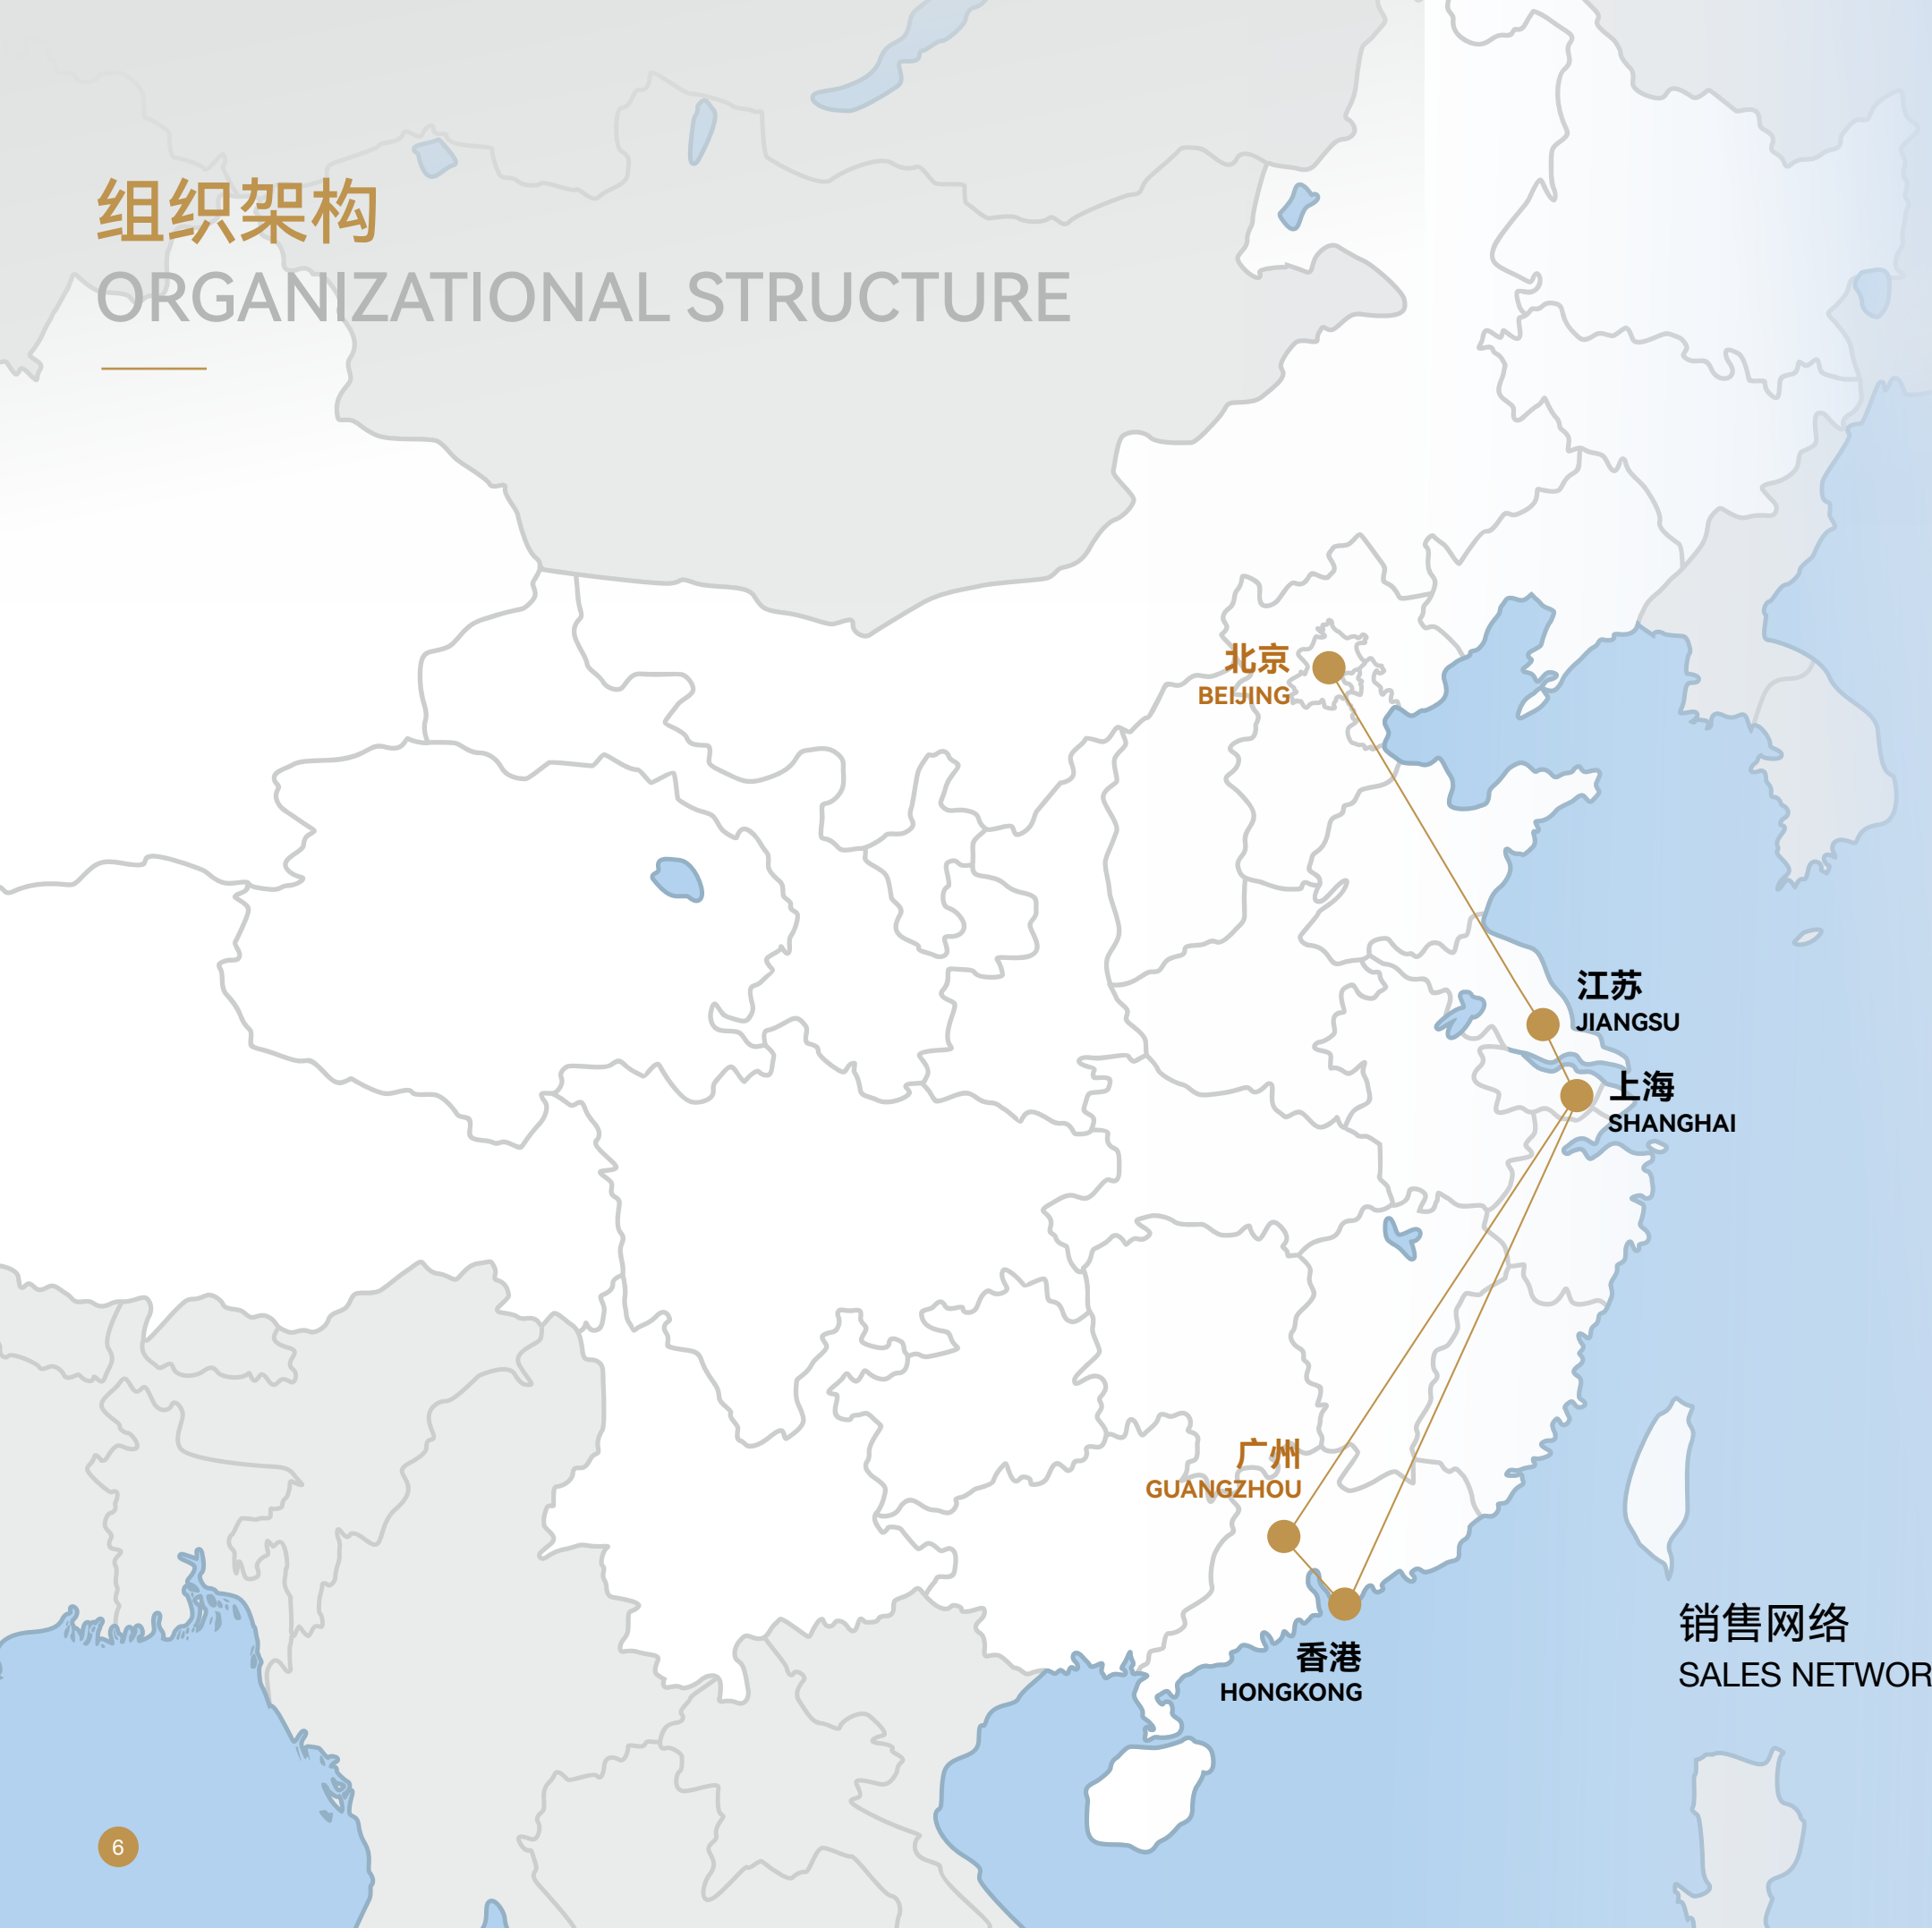 组织架构
ORGANIZATIONAL STRUCTURE
北京
BEIJING
江苏
JIANGSU
上海
SHANGHAI
广州
GUANGZHOU
香港
HONGKONG
销售网络
SALES NETWOR
6